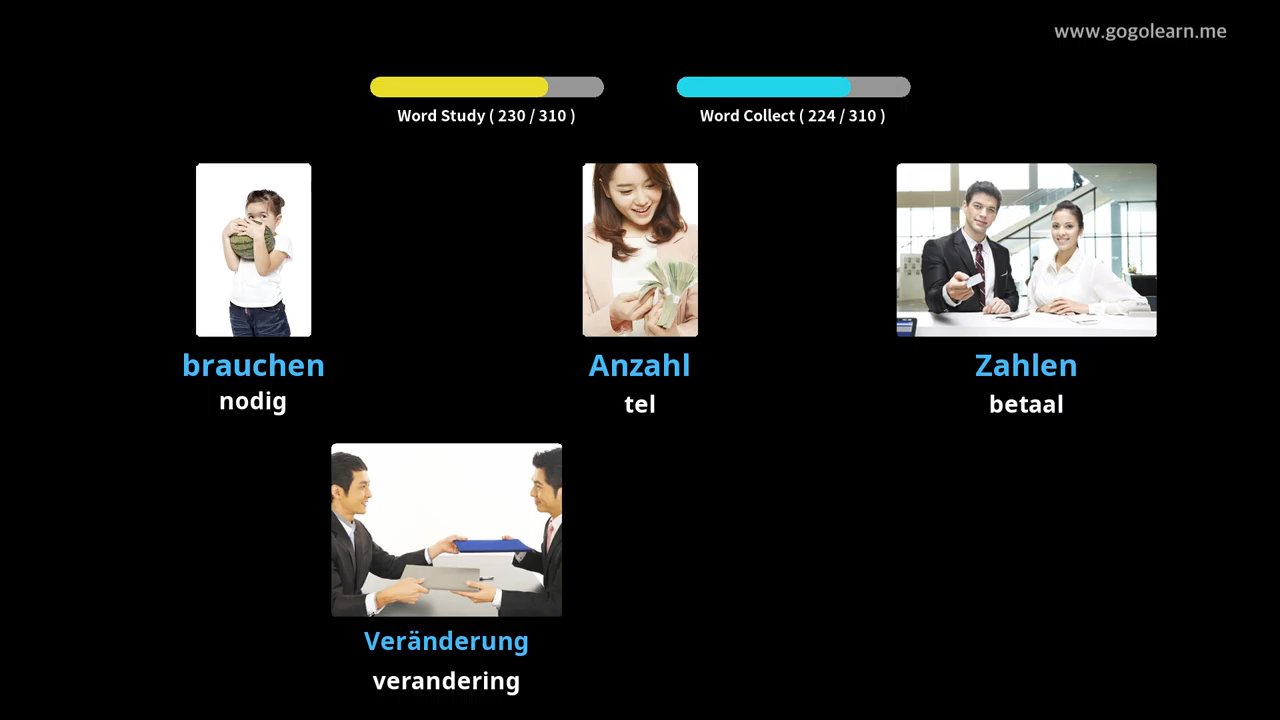 www.gogolearn.me
Word Study ( 230 / 310 )
Word Collect ( 224 / 310 )
brauchen
nodig
Anzahl
tel
Zahlen
betaal
Veränderung
verandering